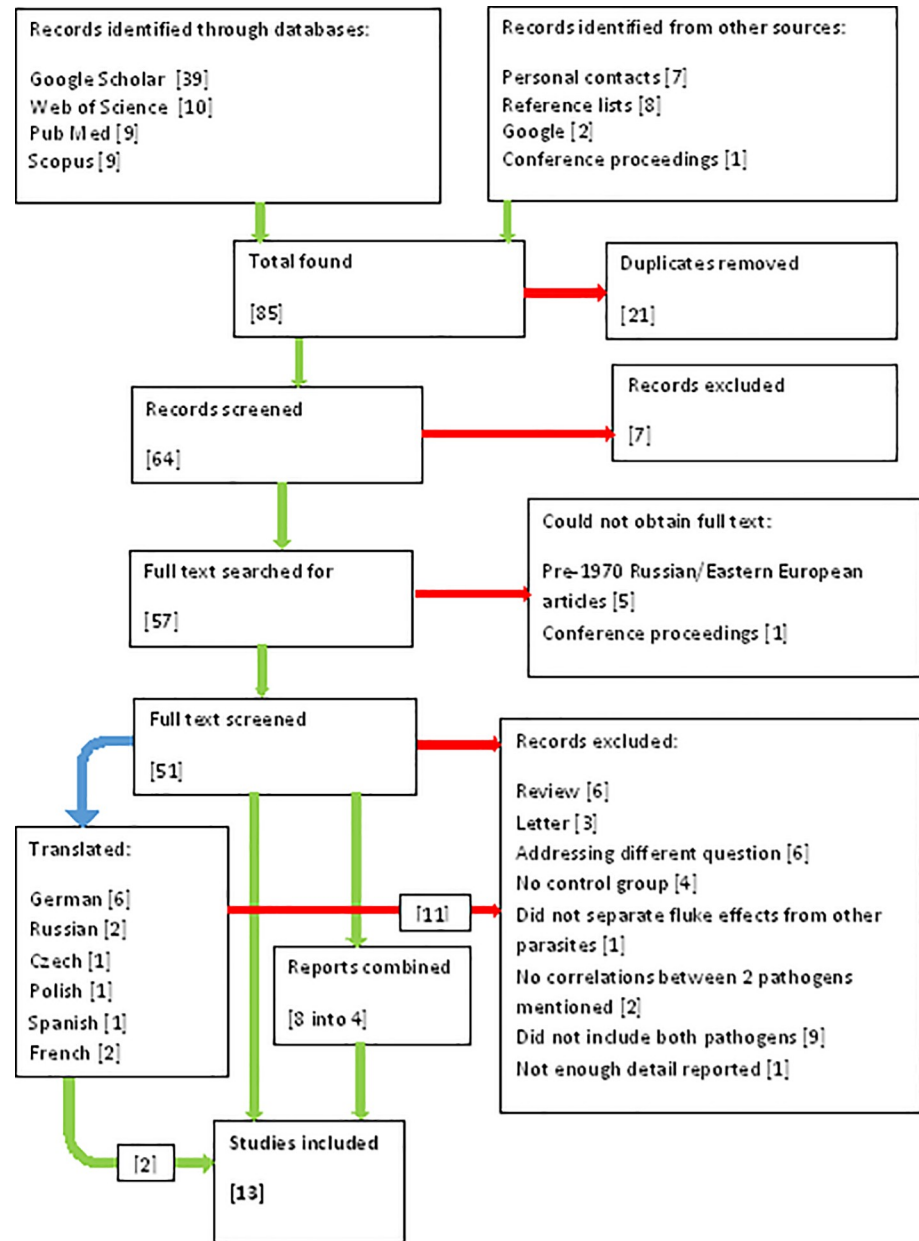 Records identified through databases:
Google Scholar [39]
Web of Science [10]
Pub Med [9]
Scopus [9]
Records identified from other sources:
Personal contacts [7]
Reference lists [8]
Google [2]
Conference proceedings [1]
Total found
[85]
Duplicates removed
[21]
Records screened
[64]
Records excluded
[7]
Full text searched for
[57]
Could not obtain full text:
Pre-1970 Russian/Eastern European
articles [5]
Conference proceedings [1]
Full text screened
[51]
Records excluded:
Review [6]
Letter [3]
Addressing different question [6]
No control group [4]
Did not separate fluke effects from other
parasites [1]
No correlations between 2 pathogens
mentioned [2]
Did not include both pathogens [9]
Not enough detail reported [1]
Translated:
German [6]
Russian [2]
Czech [1]
Polish [1]
Spanish [1]
French [2]
[11]
Reports combined
[8 into 4]
[2]
Studies included
[13]